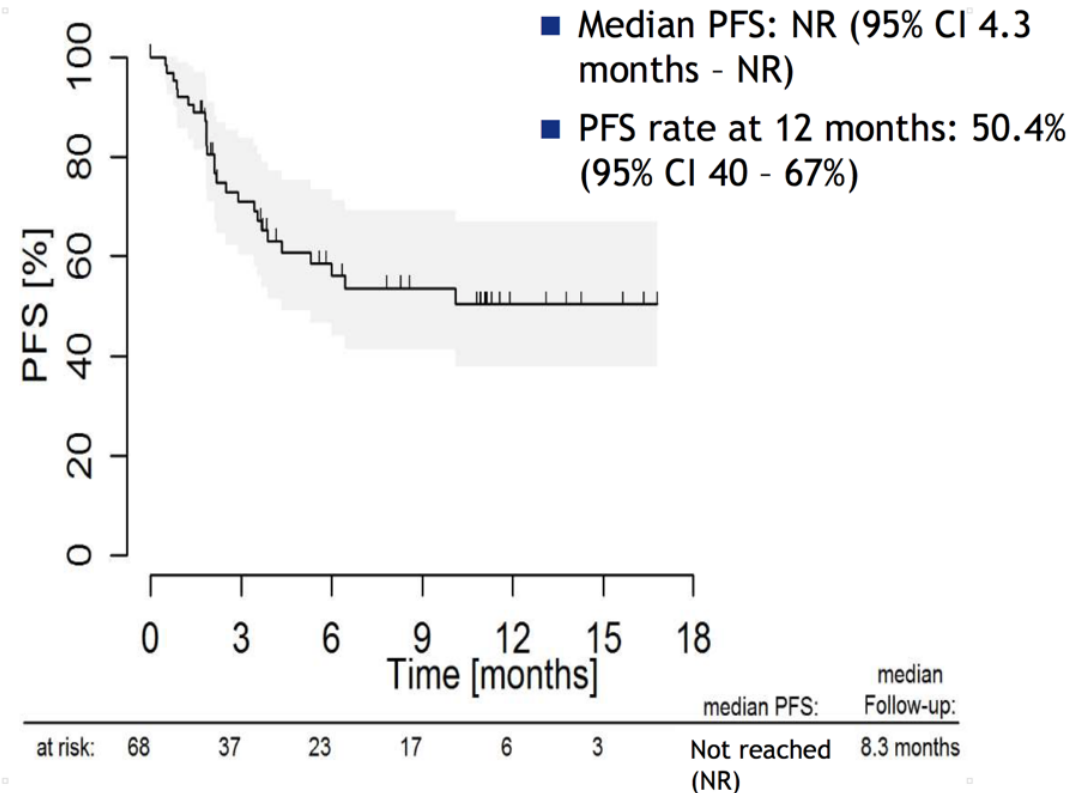 ■ Median PFS: NR (95% CI 4.3
months – NR)
■ PFS rate at 12 months: 50.4%
(95% CI 40 – 67%)
PFS [%]
100
80
60
40
20
0
0 3 6 9 12 15 18
Time [months]
median PFS:
median
Follow-up:
at risk: 68 37 23 17 6 3
Not reached
(NR)
8.3 months